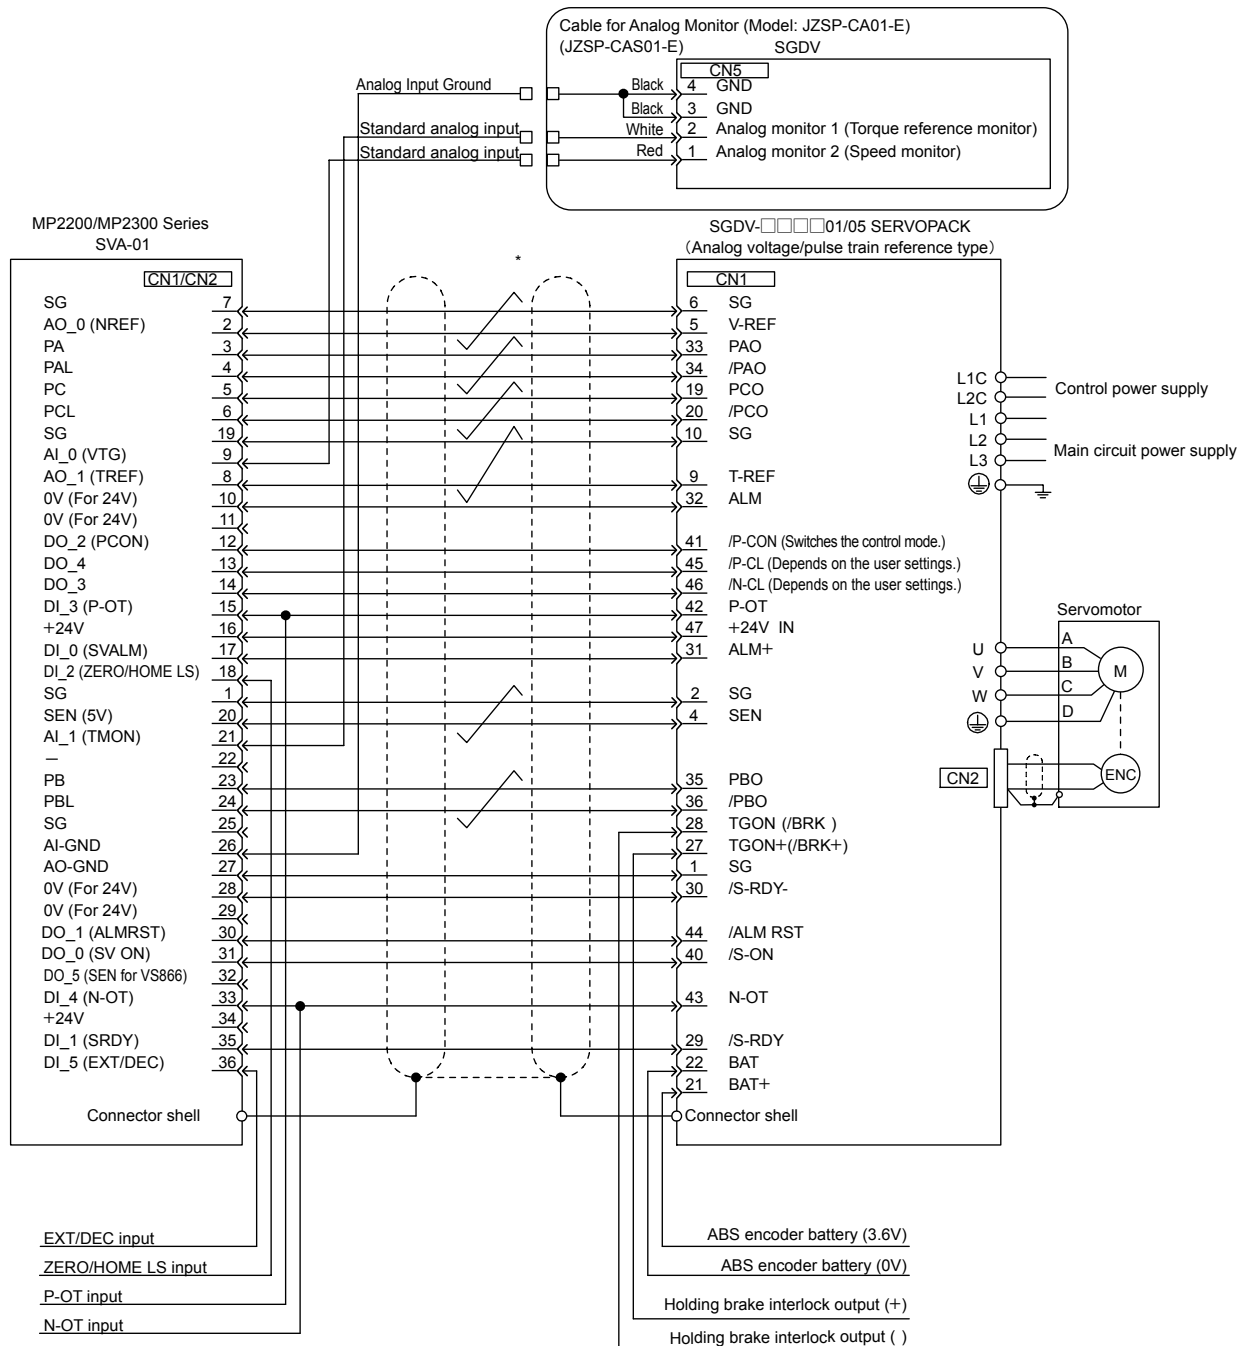 Cable for Analog Monitor (Model: JZSP-CA01-E)
(JZSP-CAS01-E)
SGDV
CN5
Analog Input Ground
Black
4 GND
Black
3 GND
Standard analog input
White
2 Analog monitor 1 (Torque reference monitor)
Standard analog input
Red
1 Analog monitor 2 (Speed monitor)
MP2200/MP2300 Series
SVA-01
SGDV-□□□□01/05 SERVOPACK
(Analog voltage/pulse train reference type)
*
CN1/CN2
CN1
SG 7
6 SG
AO_0 (NREF) 2
5 V-REF
PA 3
33 PAO
PAL 4
34 /PAO
PC 5
19 PCO
PCL 6
20 /PCO
SG 19
10 SG
AI_0 (VTG) 9
AO_1 (TREF) 8
9 T-REF
0V (For 24V) 10
32 ALM
0V (For 24V) 11
DO_2 (PCON) 12
41 /P-CON (Switches the control mode.)
DO_4 13
45 /P-CL (Depends on the user settings.)
DO_3 14
46 /N-CL (Depends on the user settings.)
DI_3 (P-OT) 15
42 P-OT
+24V 16
47 +24V IN
DI_0 (SVALM) 17
31 ALM+
DI_2 (ZERO/HOME LS) 18
SG 1
2 SG
SEN (5V) 20
4 SEN
AI_1 (TMON) 21
— 22
PB 23
35 PBO
PBL 24
36 /PBO
SG 25
28 TGON (/BRK )
AI-GND 26
27 TGON+(/BRK+)
AO-GND 27
1 SG
0V (For 24V) 28
30 /S-RDY-
0V (For 24V) 29
DO_1 (ALMRST) 30
44 /ALM RST
DO_0 (SV ON) 31
40 /S-ON
DO_5 (SEN for VS866) 32
DI_4 (N-OT) 33
43 N-OT
+24V 34
DI_1 (SRDY) 35
29 /S-RDY
DI_5 (EXT/DEC) 36
22 BAT
21 BAT+
Connector shell
Connector shell
L1C
L2C
Control power supply
L1
L2
L3
Main circuit power supply
Servomotor
U
A
V
B
W
C
D
M
CN2
ENC
EXT/DEC input
ZERO/HOME LS input
P-OT input
N-OT input
ABS encoder battery (3.6V)
ABS encoder battery (0V)
Holding brake interlock output (+)
Holding brake interlock output ( )